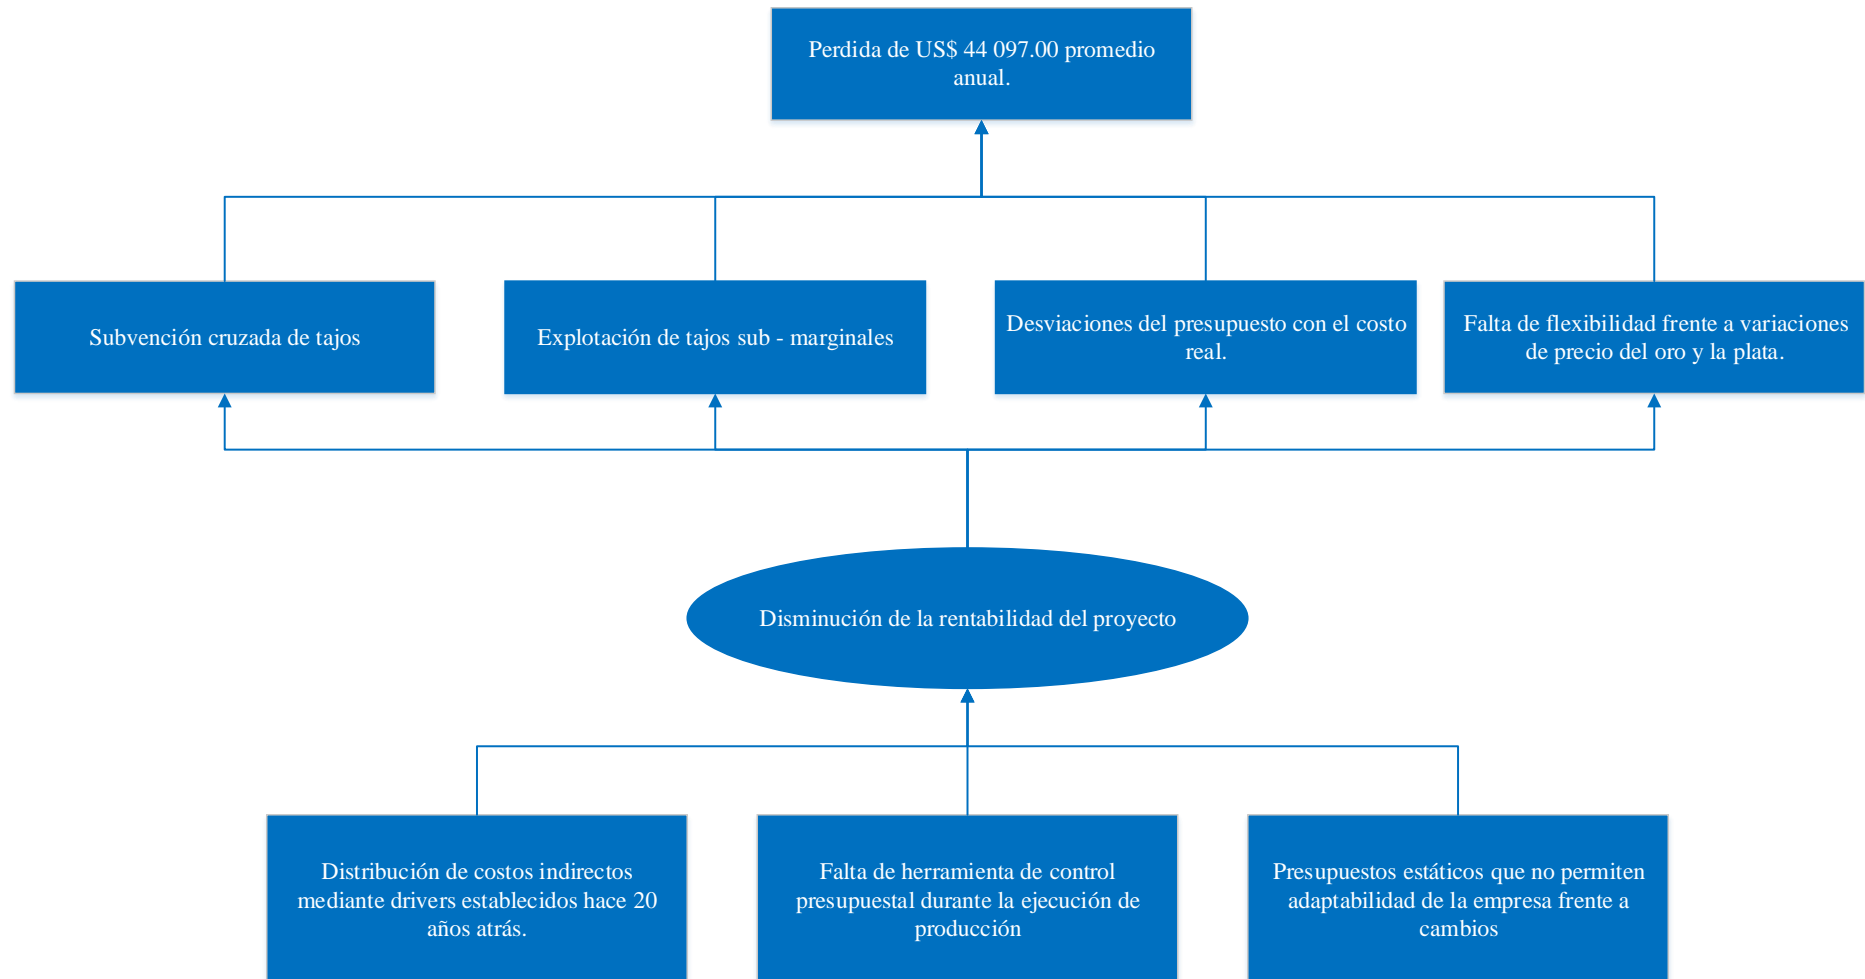 Perdida de US$ 44 097.00 promedio
anual.
Subvención cruzada de tajos
Explotación de tajos sub - marginales
Desviaciones del presupuesto con el costo
real.
Falta de flexibilidad frente a variaciones
de precio del oro y la plata.
Disminución de la rentabilidad del proyecto
Distribución de costos indirectos
mediante drivers establecidos hace 20
años atrás.
Falta de herramienta de control
presupuestal durante la ejecución de
producción
Presupuestos estáticos que no permiten
adaptabilidad de la empresa frente a
cambios